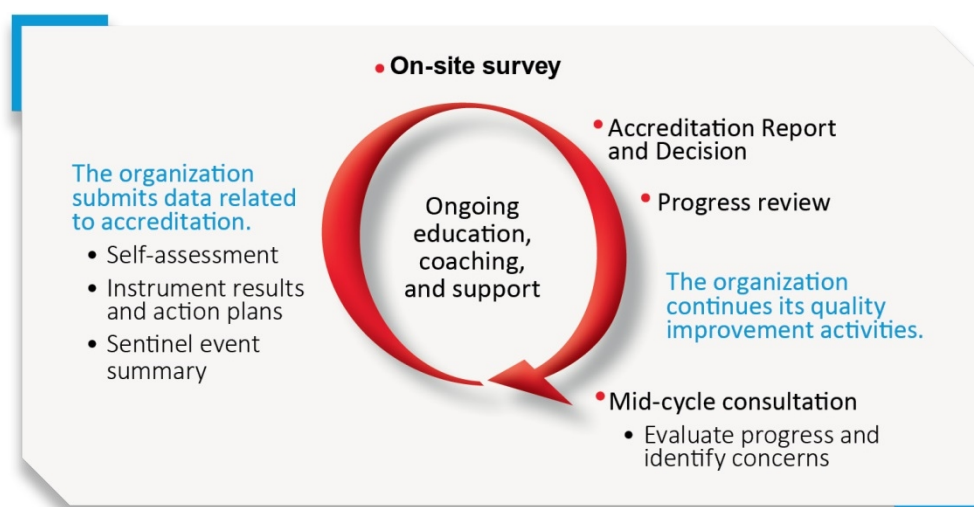 • On-site survey
• Accreditation Report
and Decision
• Progress review
The organization
continues its quality
improvement activities.
• Mid-cycle consultation
• Evaluate progress and
identify concerns
The organization
submits data related
to accreditation.
• Self-assessment
• Instrument results
and action plans
• Sentinel event
summary
Ongoing
education,
coaching,
and support